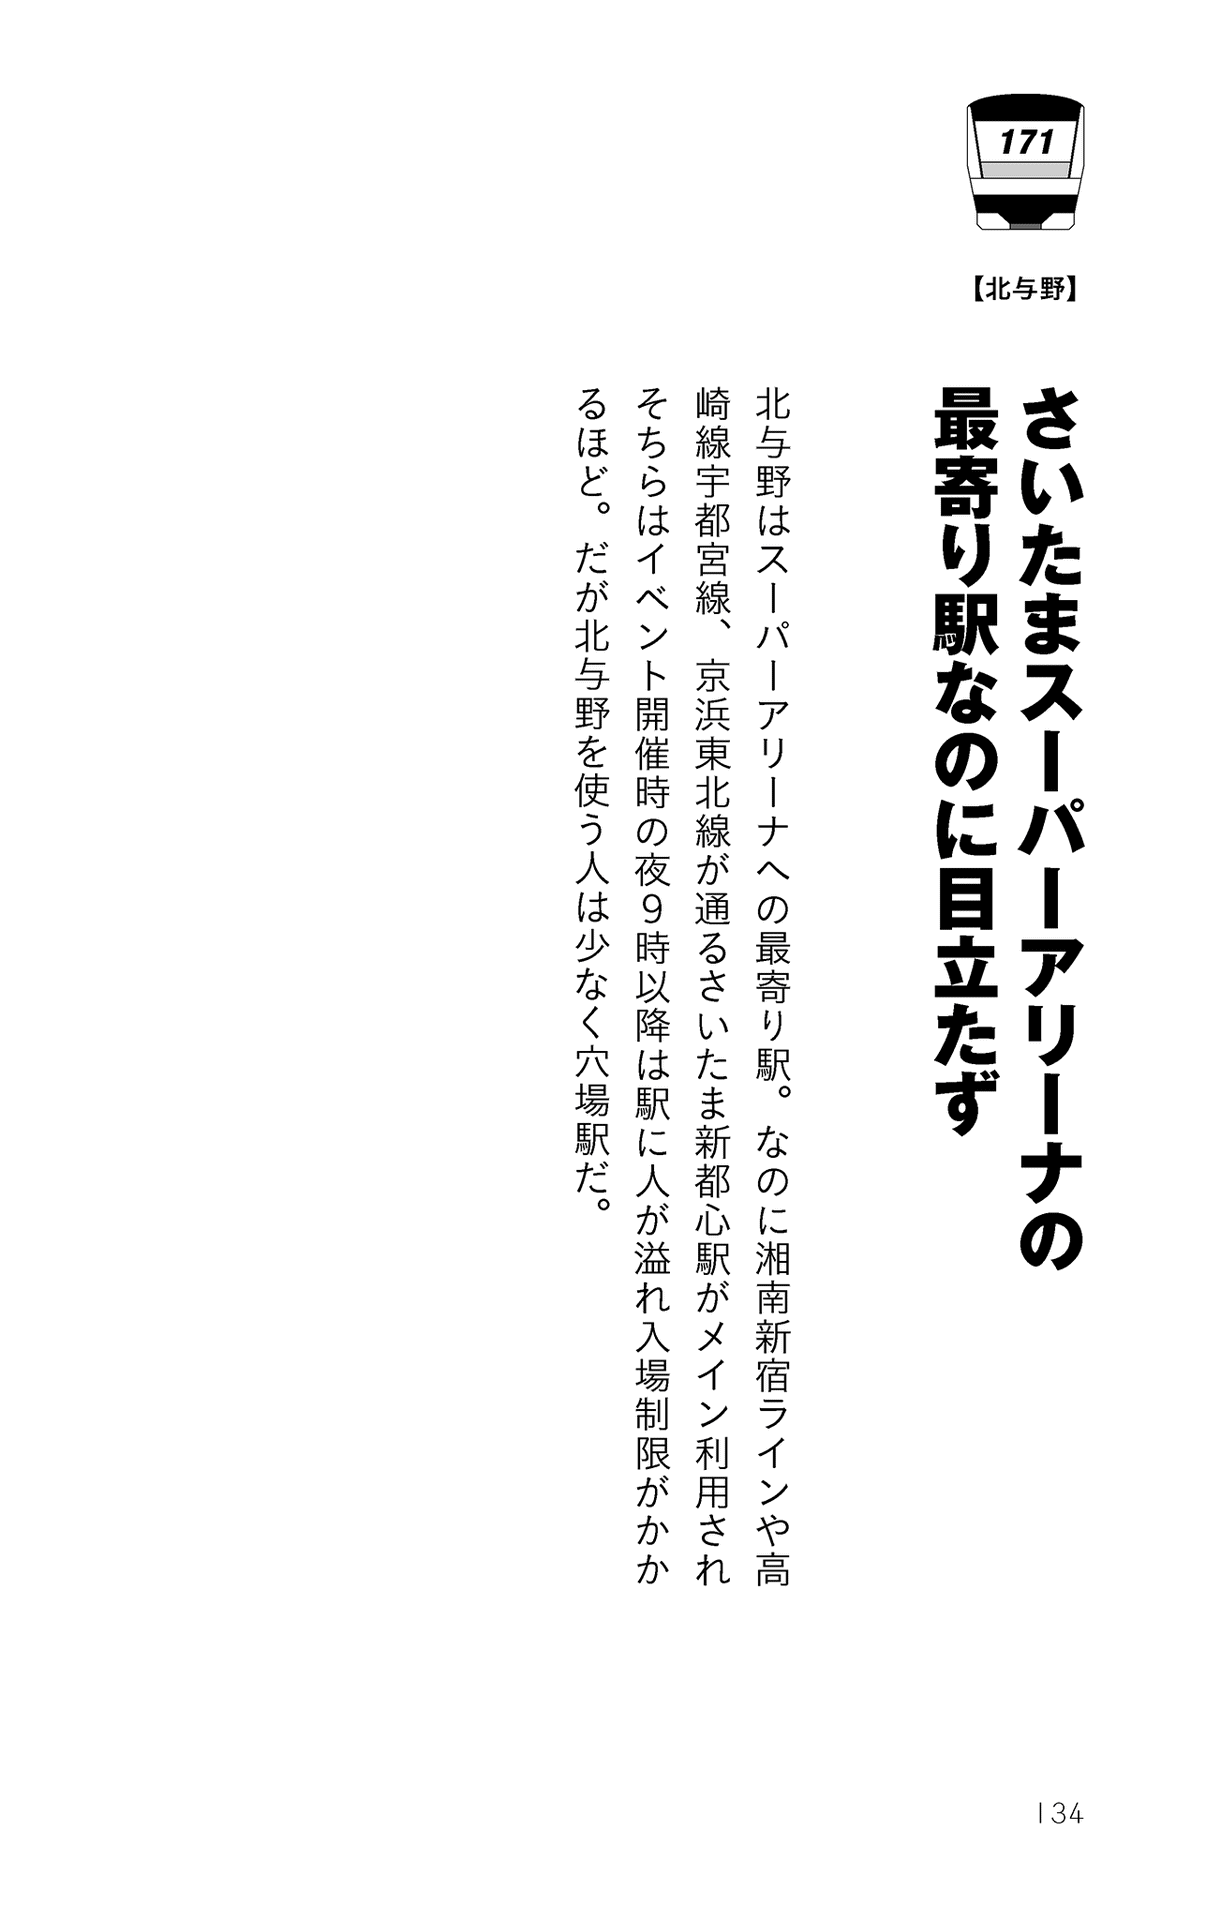 171
【北与野】
さいたまスーパーアリーナの
最寄り駅なのに目立たず
北与野はスーパーアリーナへの最寄り駅。なのに湘南新宿ラインや高
崎線宇都宮線、京浜東北線が通るさいたま新都心駅がメイン利用され
そちらはイベント開催時の夜9時以降は駅に人が溢れ入場制限がかか
るほど。だが北与野を使う人は少なく穴場駅だ。
134